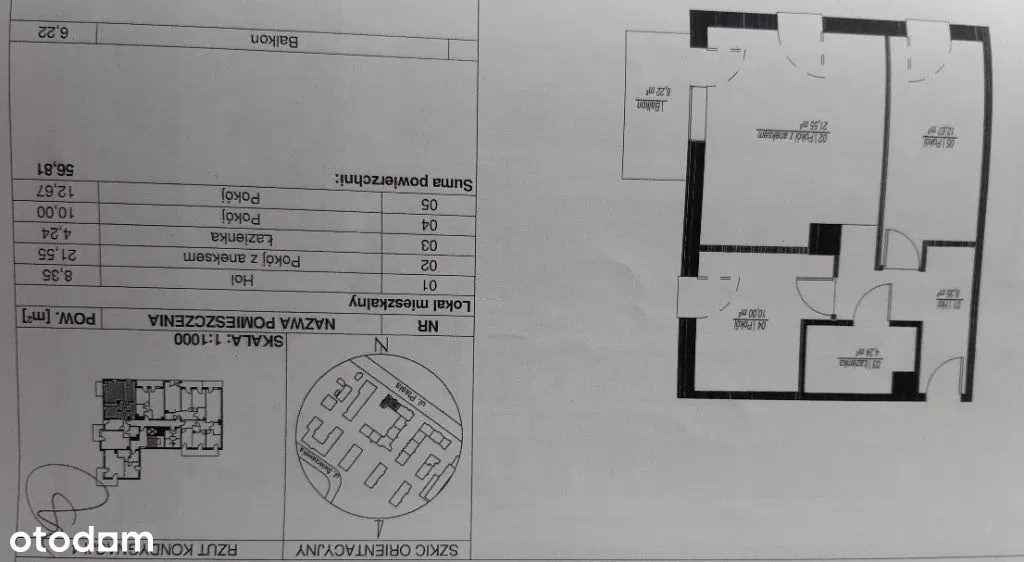 SZKIC ORIENTACYJNY
RZUT KONDYGNACJI
ul. Piasta
N
SKALA: 1:1000
NR NAZWA POMIESZCZENIA POW. [m²]
Lokal mieszkalny
01 Hol 8,35
02 Pokój z aneksem 21,55
03 Łazienka 4,24
04 Pokój 10,00
05 Pokój 12,67
Suma powierzchni: 56,81
Balkon 6,22
03 | Łazienka
4,24 m²
01 | Hol
8,35 m²
04 | Pokój
10,00 m²
05 | Pokój
12,67 m²
02 | Pokój z aneksem
21,55 m²
| Balkon
6,22 m²
otodom